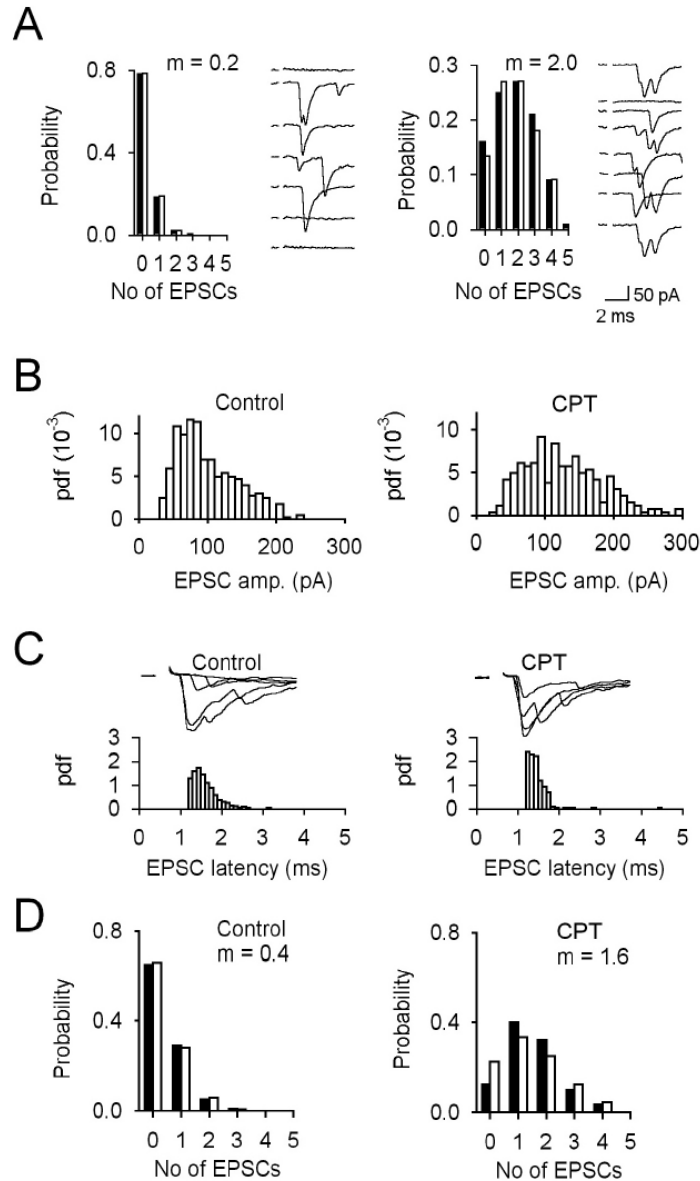 A
m = 0.2
Probability
0.8
0.4
0.0
0 1 2 3 4 5
No of EPSCs
m = 2.0
Probability
0.3
0.2
0.1
0.0
0 1 2 3 4 5
No of EPSCs
50 pA
2 ms
B
Control
pdf (10-3)
10
5
0
0 100 200 300
EPSC amp. (pA)
CPT
pdf (10-3)
10
5
0
0 100 200 300
EPSC amp. (pA)
C
Control
pdf
3
2
1
0
0 1 2 3 4 5
EPSC latency (ms)
CPT
pdf
3
2
1
0
0 1 2 3 4 5
EPSC latency (ms)
D
Control
m = 0.4
Probability
0.8
0.4
0.0
0 1 2 3 4 5
No of EPSCs
CPT
m = 1.6
Probability
0.8
0.4
0.0
0 1 2 3 4 5
No of EPSCs